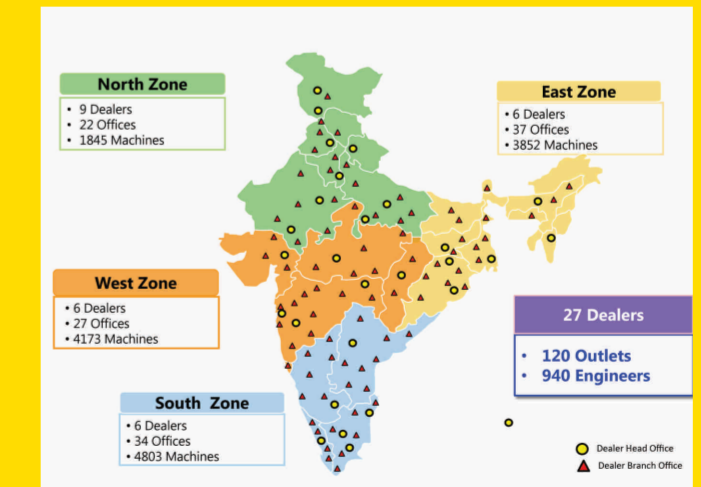 North Zone
• 9 Dealers
• 22 Offices
• 1845 Machines
East Zone
• 6 Dealers
• 37 Offices
• 3852 Machines
West Zone
• 6 Dealers
• 27 Offices
• 4173 Machines
27 Dealers
• 120 Outlets
• 940 Engineers
South Zone
• 6 Dealers
• 34 Offices
• 4803 Machines
Dealer Head Office
Dealer Branch Office